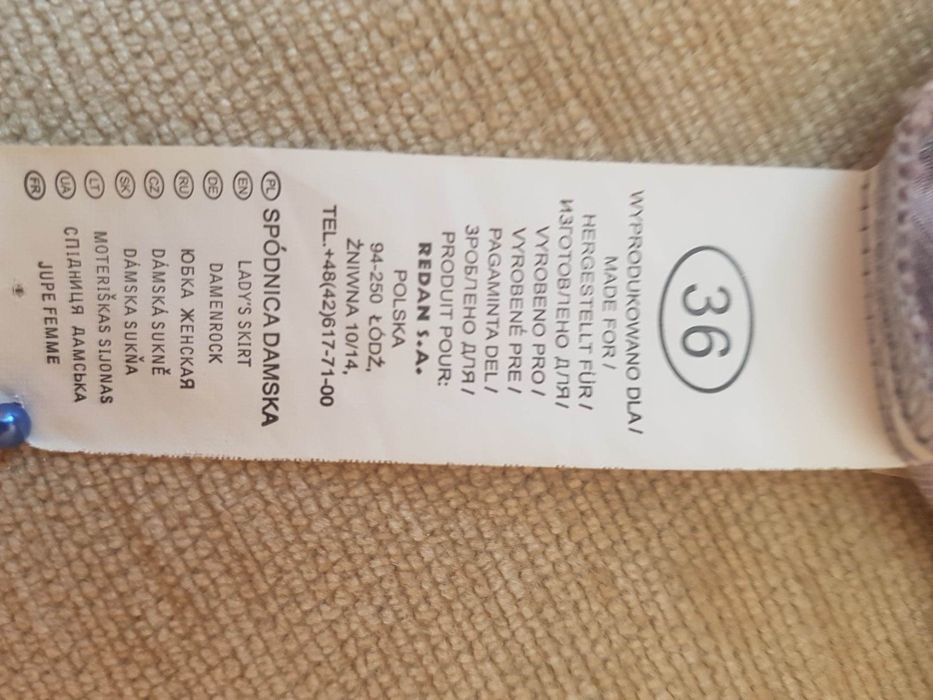 36
WYPRODUKOWANO DLA/
MADE FOR /
HERGESTELLT FÜR/
ИЗГОТОВЛЕНО ДЛЯ/
VYROBENO PRO /
VYROBENÉ PRE /
PAGAMINTA DEL/
ЗРОБЛЕНО ДЛЯ/
PRODUIT POUR:
REDAN S.A.
POLSKA
94-250 ŁÓDŹ,
ŻNIWNA 10/14,
TEL.+48(42)617-71-00
PL SPÓDNICA DAMSKA
EN LADY'S SKIRT
DE DAMENROCK
RU ЮБКА ЖЕНСКАЯ
CZ DÁMSKÁ SUKNĚ
SK DÁMSKA SUKŇA
LT MOTERIŠKAS SIJONAS
UA СПІДНИЦЯ ДАМСЬКА
FR JUPE FEMME